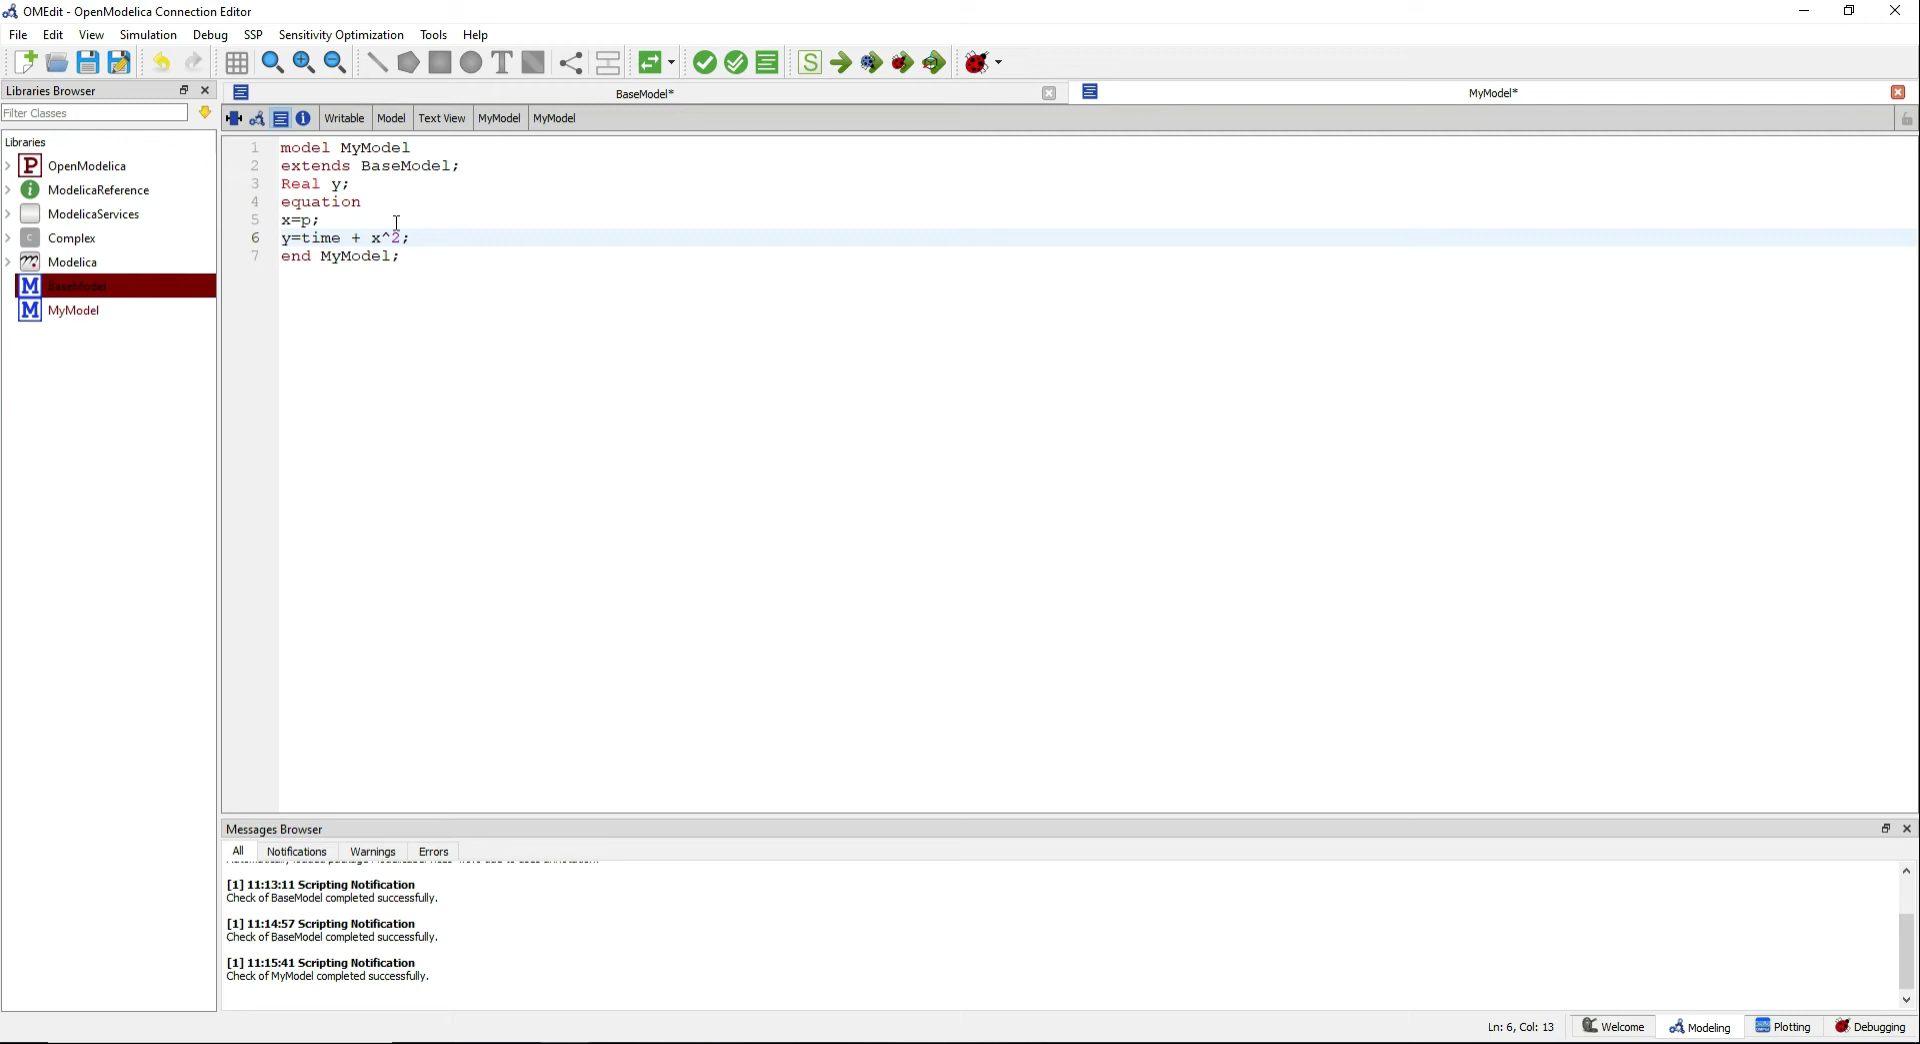 OMEdit - OpenModelica Connection Editor
File Edit View Simulation Debug SSP Sensitivity Optimization Tools Help
Libraries Browser
BaseModel*
MyModel*
Filter Classes
Writable Model Text View MyModel MyModel
Libraries
P OpenModelica
i ModelicaReference
ModelicaServices
C Complex
Modelica
M BaseModel
M MyModel
1 model MyModel
2 extends BaseModel;
3 Real y;
4 equation
5 x=p;
6 y=time + x^2;
7 end MyModel;
Messages Browser
All Notifications Warnings Errors
[1] 11:13:11 Scripting Notification
Check of BaseModel completed successfully.
[1] 11:14:57 Scripting Notification
Check of BaseModel completed successfully.
[1] 11:15:41 Scripting Notification
Check of MyModel completed successfully.
Ln: 6, Col: 13 Welcome Modeling Plotting Debugging